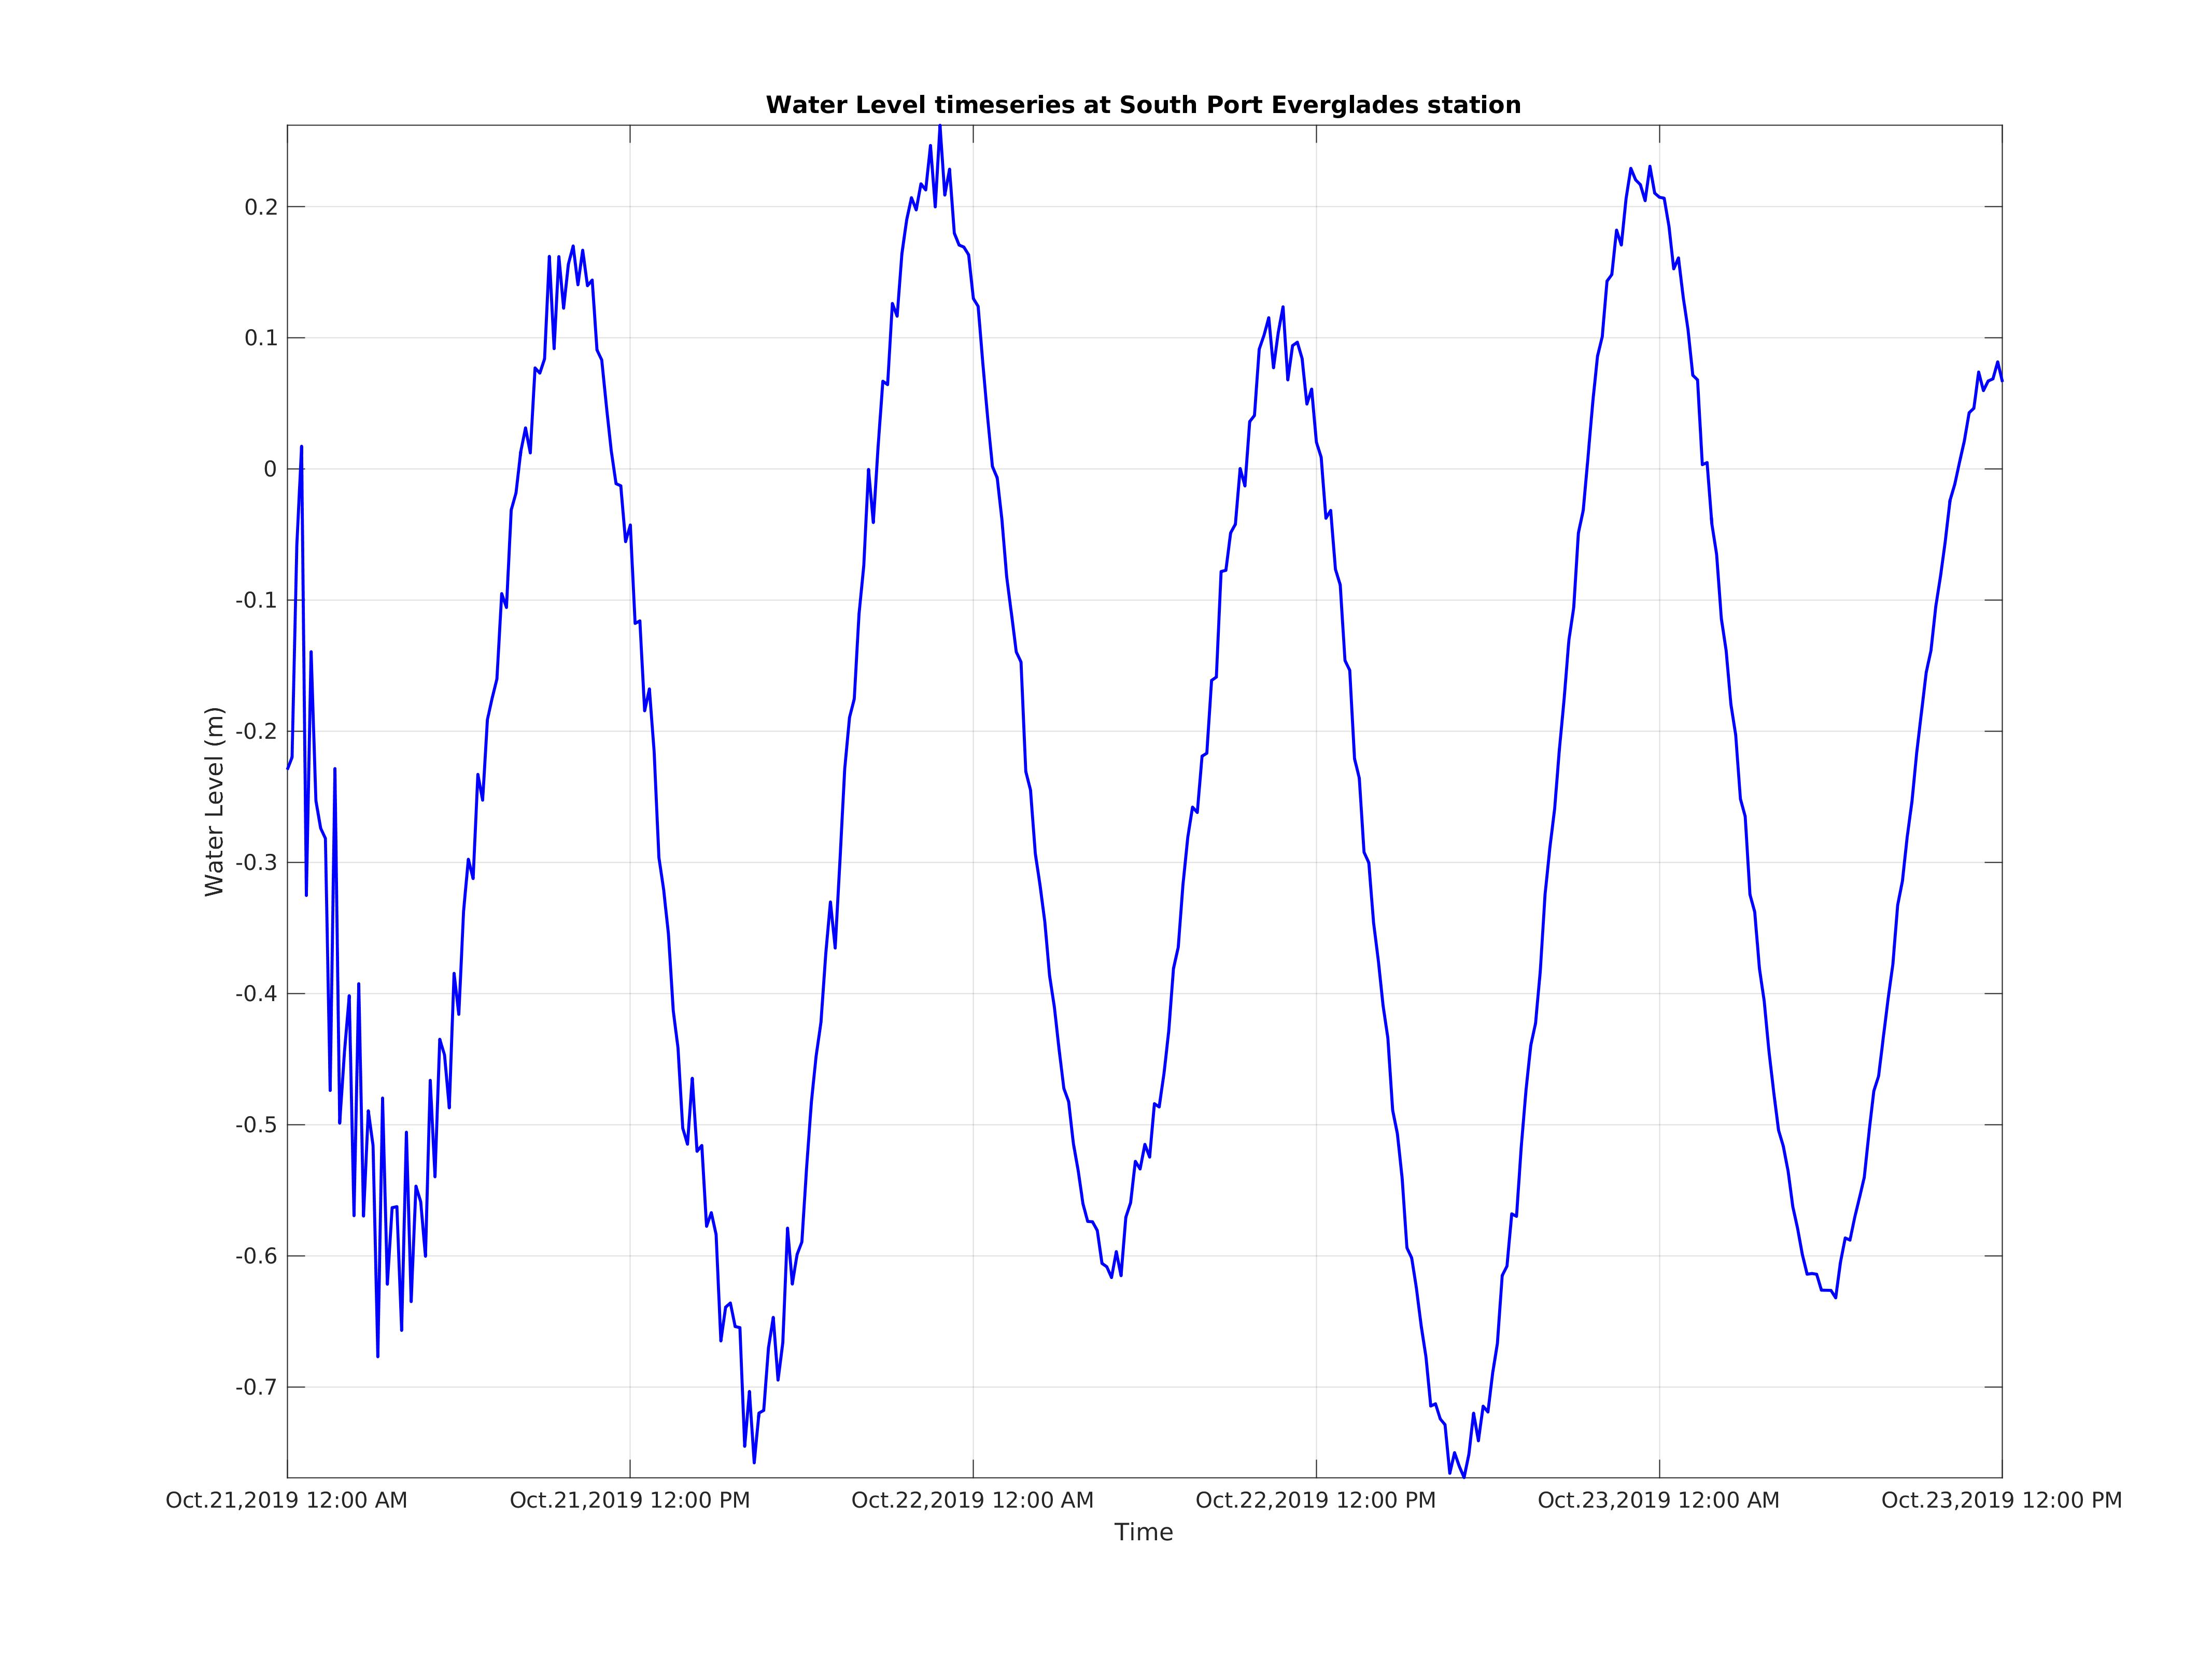 Water Level timeseries at South Port Everglades station
0.2
0.1
0
-0.1
-0.2
-0.3
-0.4
-0.5
-0.6
-0.7
Water Level (m)
Oct.21,2019 12:00 AM
Oct.21,2019 12:00 PM
Oct.22,2019 12:00 AM
Oct.22,2019 12:00 PM
Oct.23,2019 12:00 AM
Oct.23,2019 12:00 PM
Time